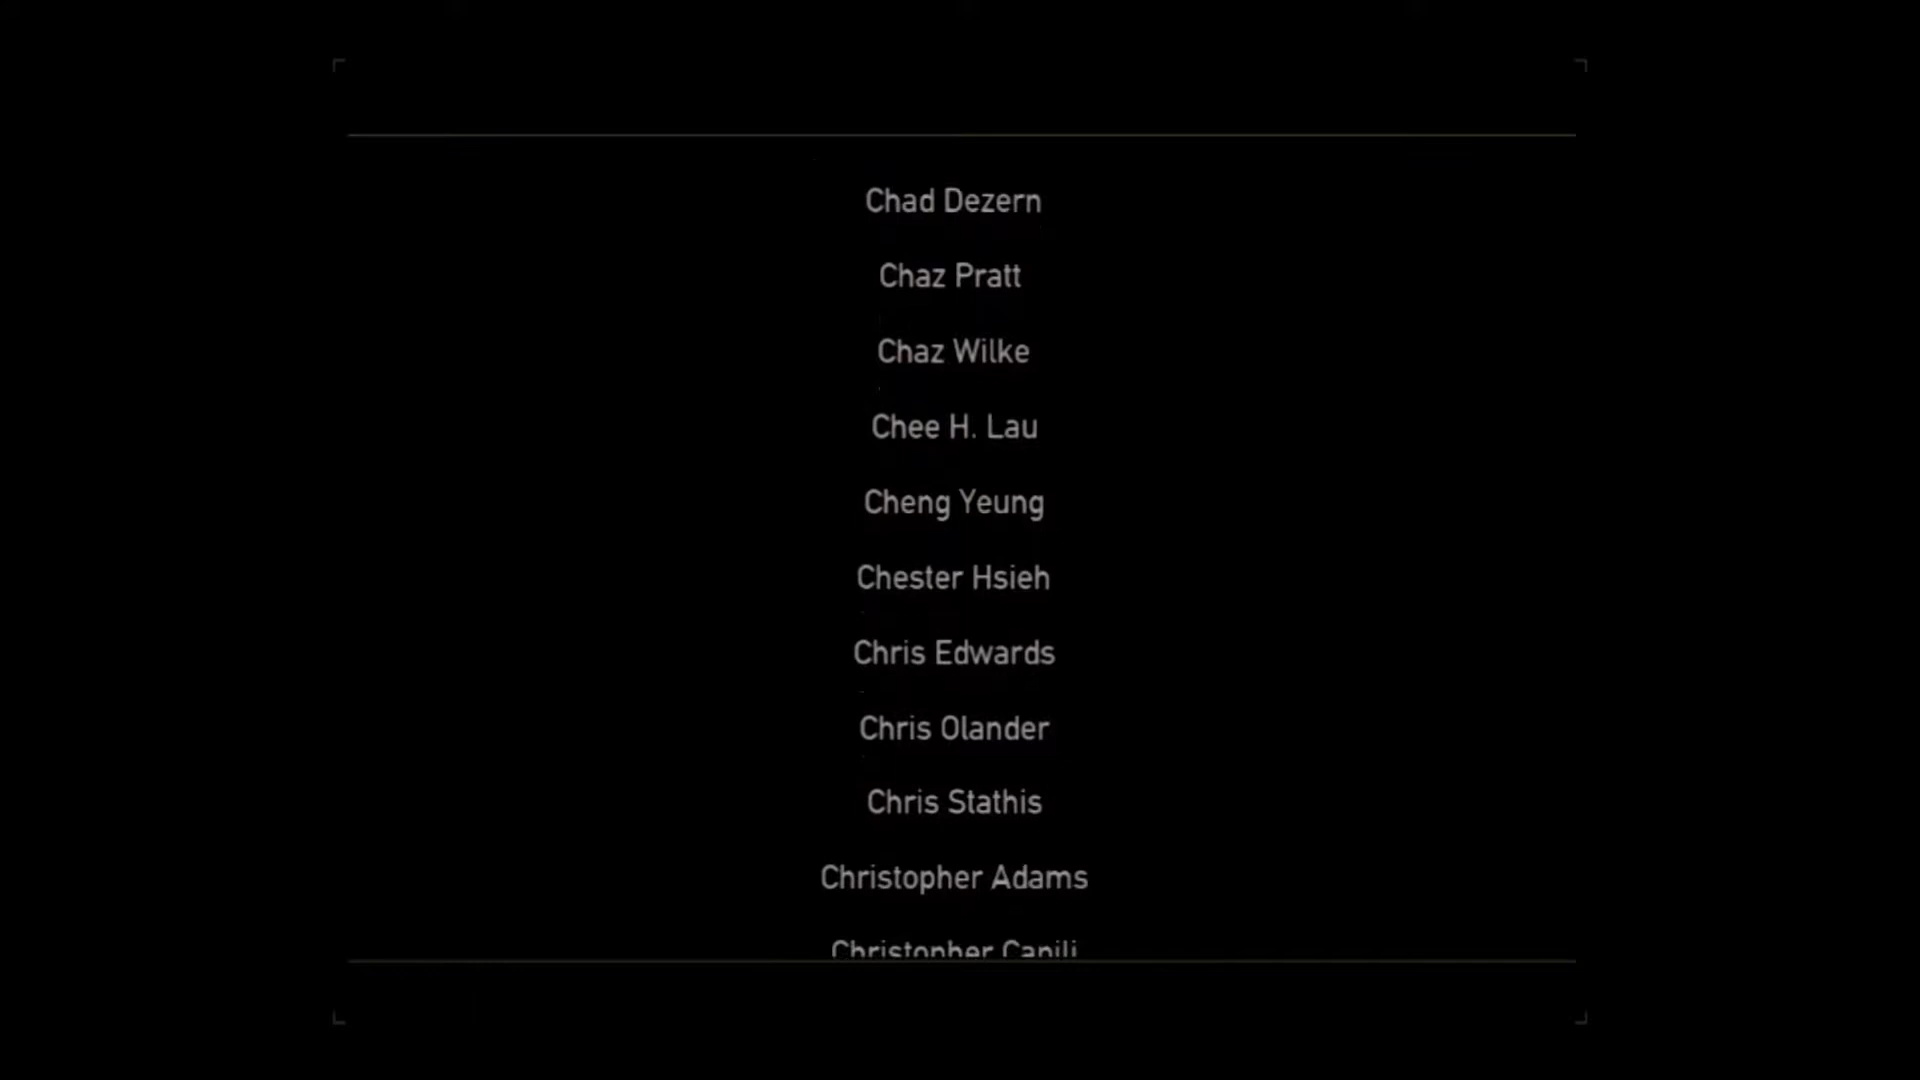 Chad Dezern
Chaz Pratt
Chaz Wilke
Chee H. Lau
Cheng Yeung
Chester Hsieh
Chris Edwards
Chris Olander
Chris Stathis
Christopher Adams
Christopher